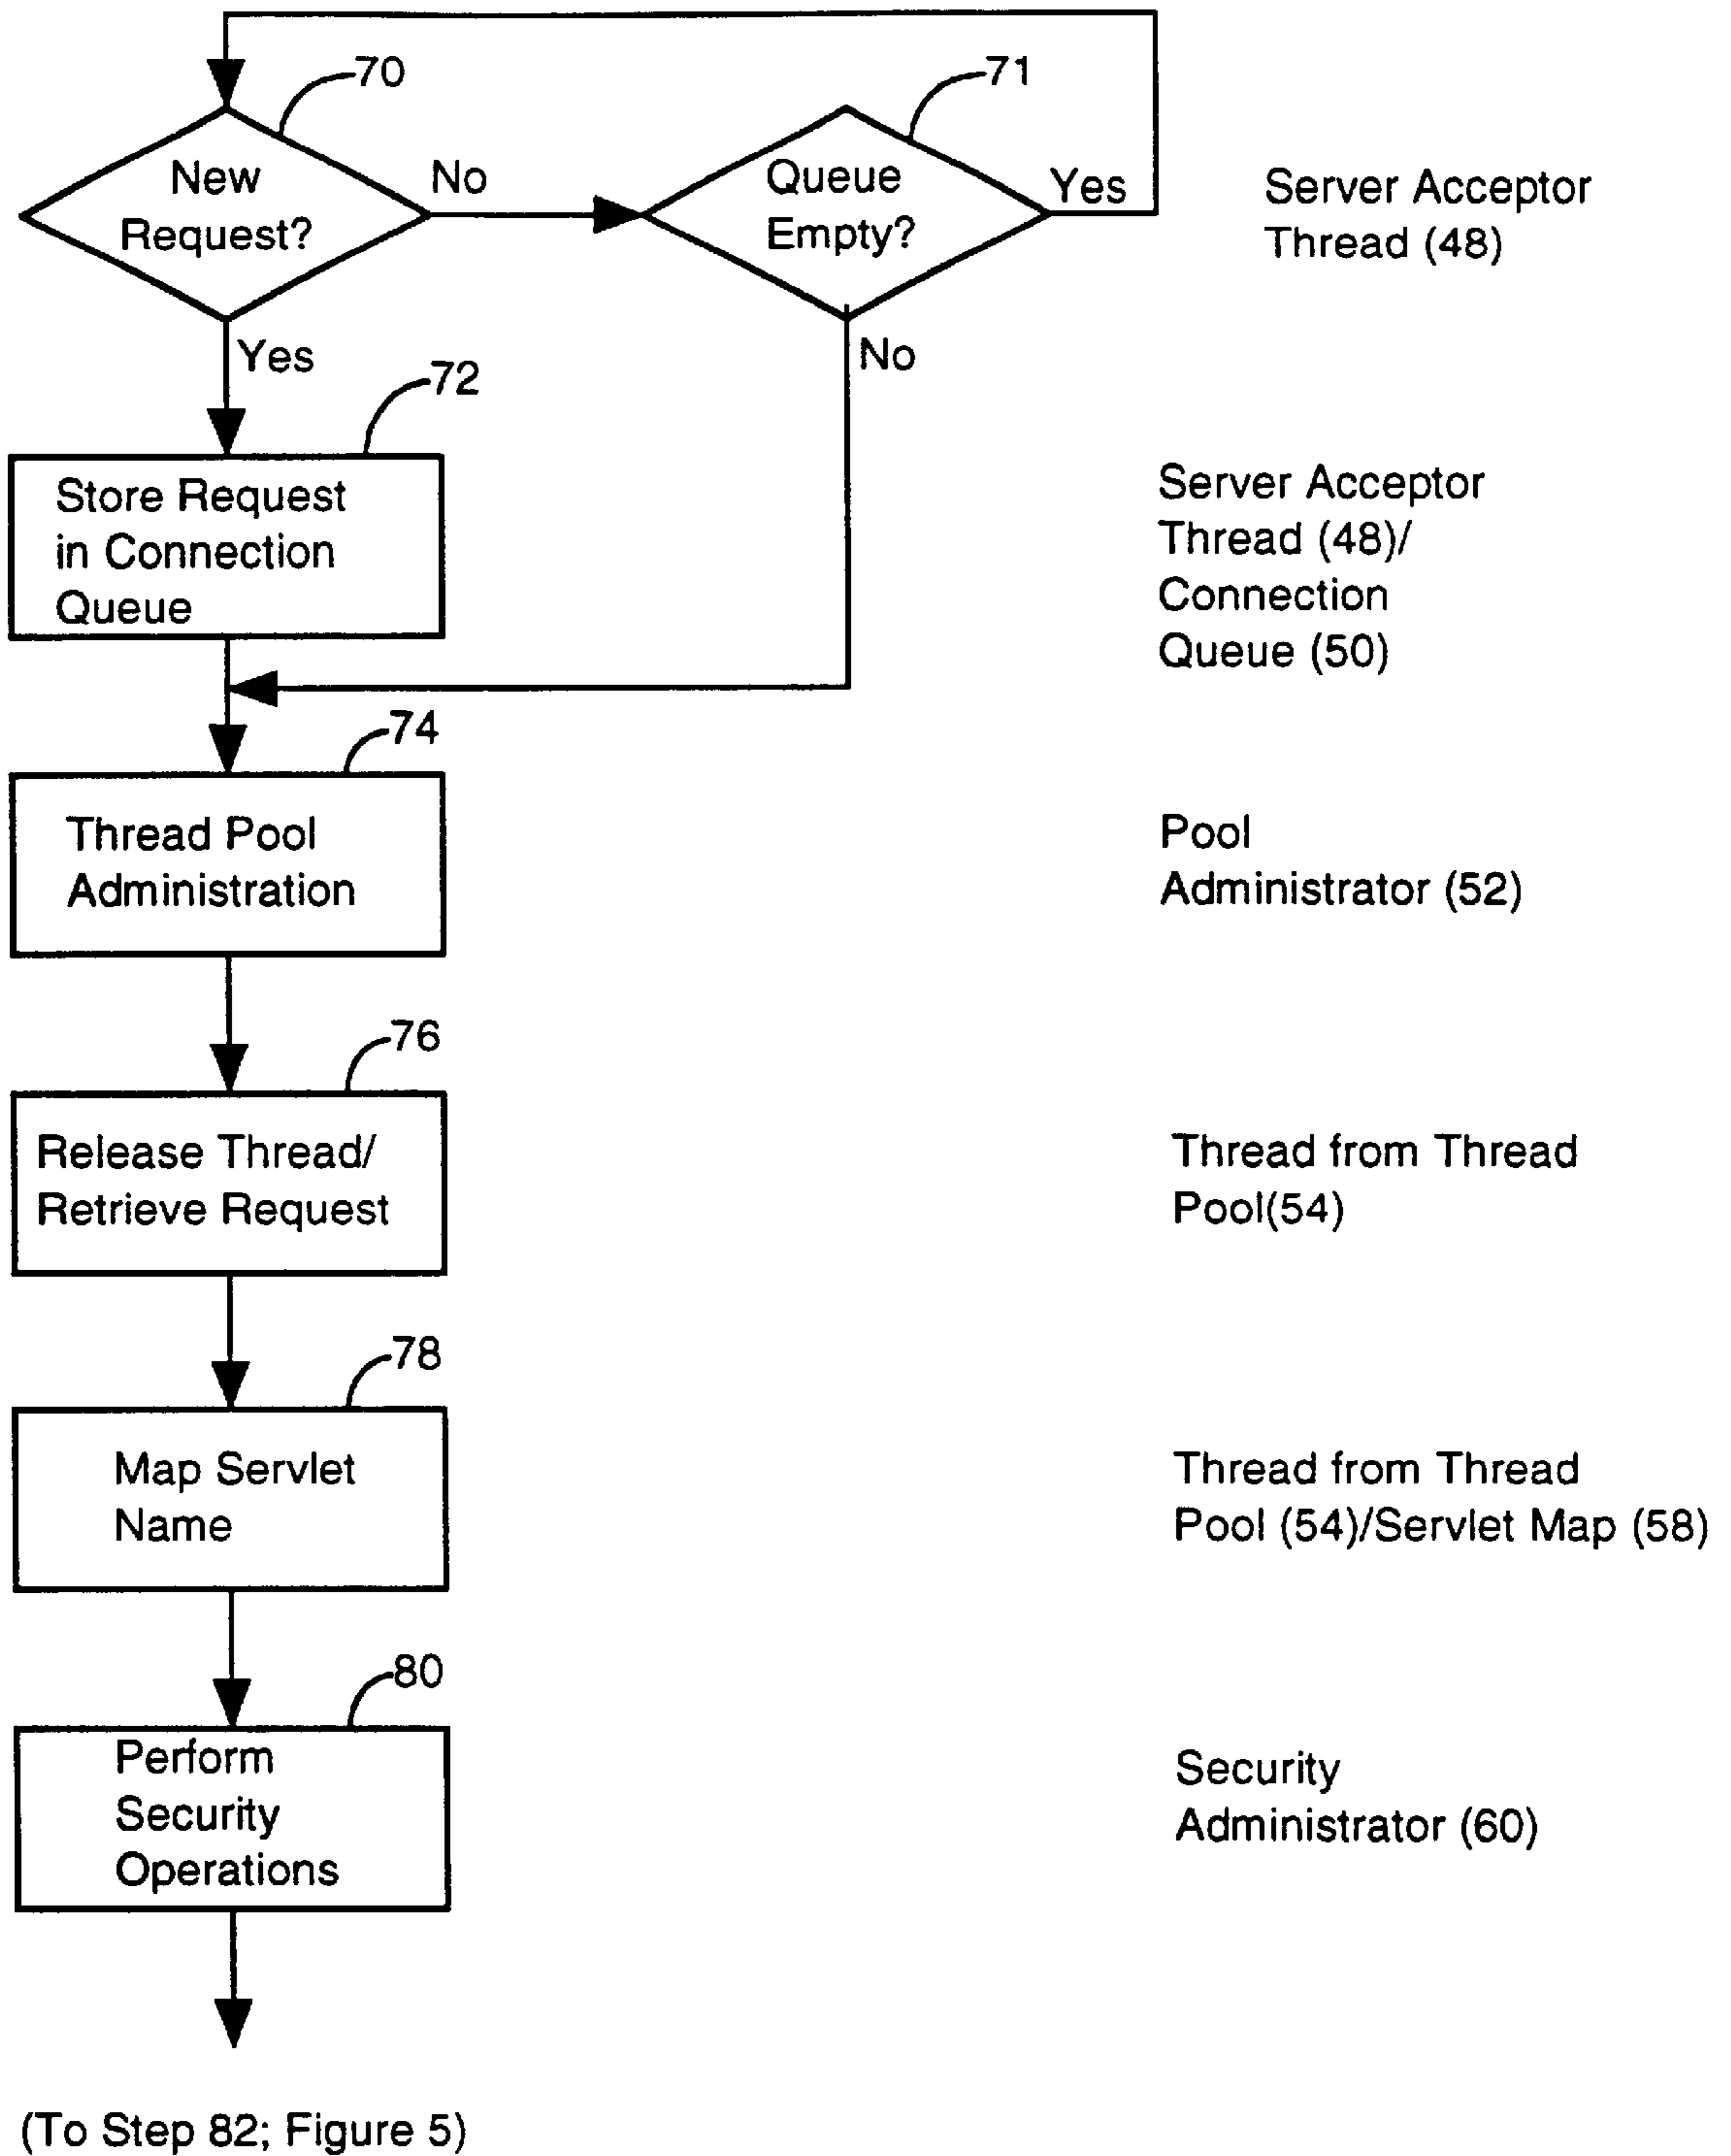 70
71
New
Request?
No
Queue
Empty?
Yes
Server Acceptor
Thread (48)
Yes
No
72
Store Request
in Connection
Queue
Server Acceptor
Thread (48)/
Connection
Queue (50)
74
Thread Pool
Administration
Pool
Administrator (52)
76
Release Thread/
Retrieve Request
Thread from Thread
Pool(54)
78
Map Servlet
Name
Thread from Thread
Pool (54)/Servlet Map (58)
80
Perform
Security
Operations
Security
Administrator (60)
(To Step 82; Figure 5)